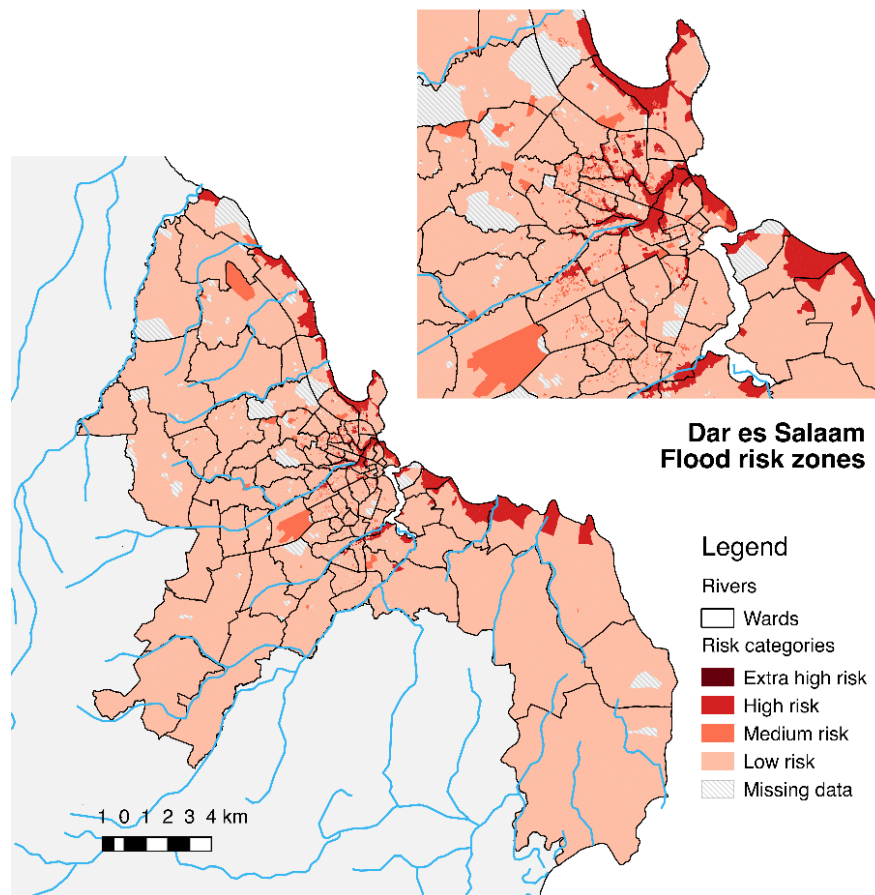 Dar es Salaam
Flood risk zones
Legend
Rivers
Wards
Risk categories
Extra high risk
High risk
Medium risk
Low risk
Missing data
1 0 1 2 3 4 km